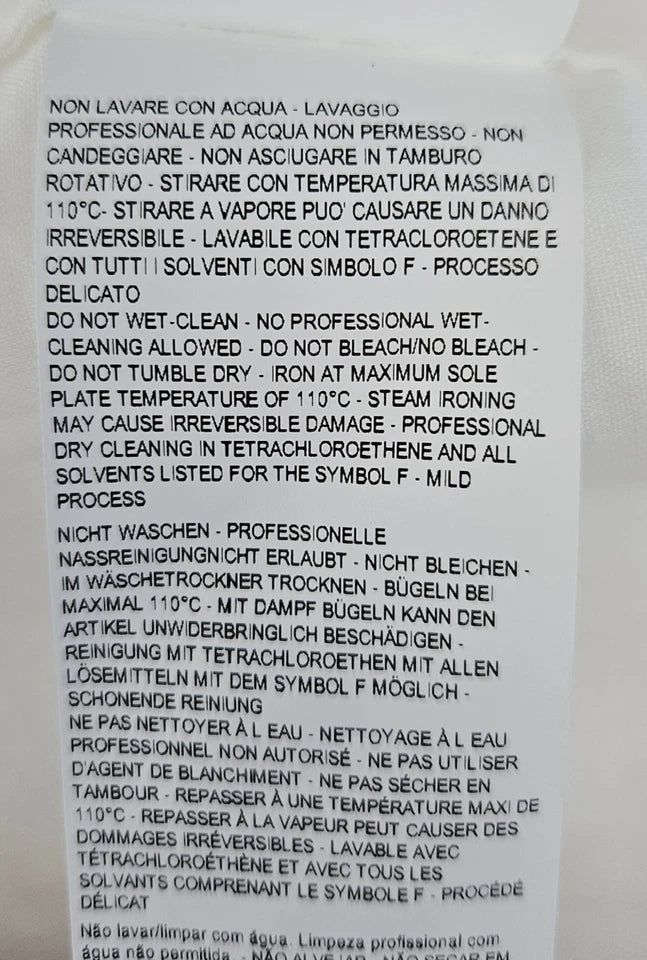 NON LAVARE CON ACQUA - LAVAGGIO
PROFESSIONALE AD ACQUA NON PERMESSO - NON
CANDEGGIARE - NON ASCIUGARE IN TAMBURO
ROTATIVO - STIRARE CON TEMPERATURA MASSIMA DI
110°C- STIRARE A VAPORE PUO' CAUSARE UN DANNO
IRREVERSIBILE - LAVABILE CON TETRACLOROETENE E
CON TUTTI I SOLVENTI CON SIMBOLO F - PROCESSO
DELICATO
DO NOT WET-CLEAN - NO PROFESSIONAL WET-
CLEANING ALLOWED - DO NOT BLEACH/NO BLEACH -
DO NOT TUMBLE DRY - IRON AT MAXIMUM SOLE
PLATE TEMPERATURE OF 110°C - STEAM IRONING
MAY CAUSE IRREVERSIBLE DAMAGE - PROFESSIONAL
DRY CLEANING IN TETRACHLOROETHENE AND ALL
SOLVENTS LISTED FOR THE SYMBOL F - MILD
PROCESS
NICHT WASCHEN - PROFESSIONELLE
NASSREINIGUNGNICHT ERLAUBT - NICHT BLEICHEN -
IM WÄSCHETROCKNER TROCKNEN - BÜGELN BEI
MAXIMAL 110°C - MIT DAMPF BÜGELN KANN DEN
ARTIKEL UNWIDERBRINGLICH BESCHÄDIGEN -
REINIGUNG MIT TETRACHLOROETHEN MIT ALLEN
LÖSEMITTELN MIT DEM SYMBOL F MÖGLICH -
SCHONENDE REINIUNG
NE PAS NETTOYER À L EAU - NETTOYAGE À L EAU
PROFESSIONNEL NON AUTORISÉ - NE PAS UTILISER
D'AGENT DE BLANCHIMENT - NE PAS SÉCHER EN
TAMBOUR - REPASSER À UNE TEMPÉRATURE MAXI DE
110°C - REPASSER À LA VAPEUR PEUT CAUSER DES
DOMMAGES IRRÉVERSIBLES - LAVABLE AVEC
TÉTRACHLOROÉTHÈNE ET AVEC TOUS LES
SOLVANTS COMPRENANT LE SYMBOLE F - PROCÉDÉ
DÉLICAT
Não lavar/limpar com água. Limpeza profissional com
água não permitida - NÃO ALVEJAR - NÃO SECAR EM